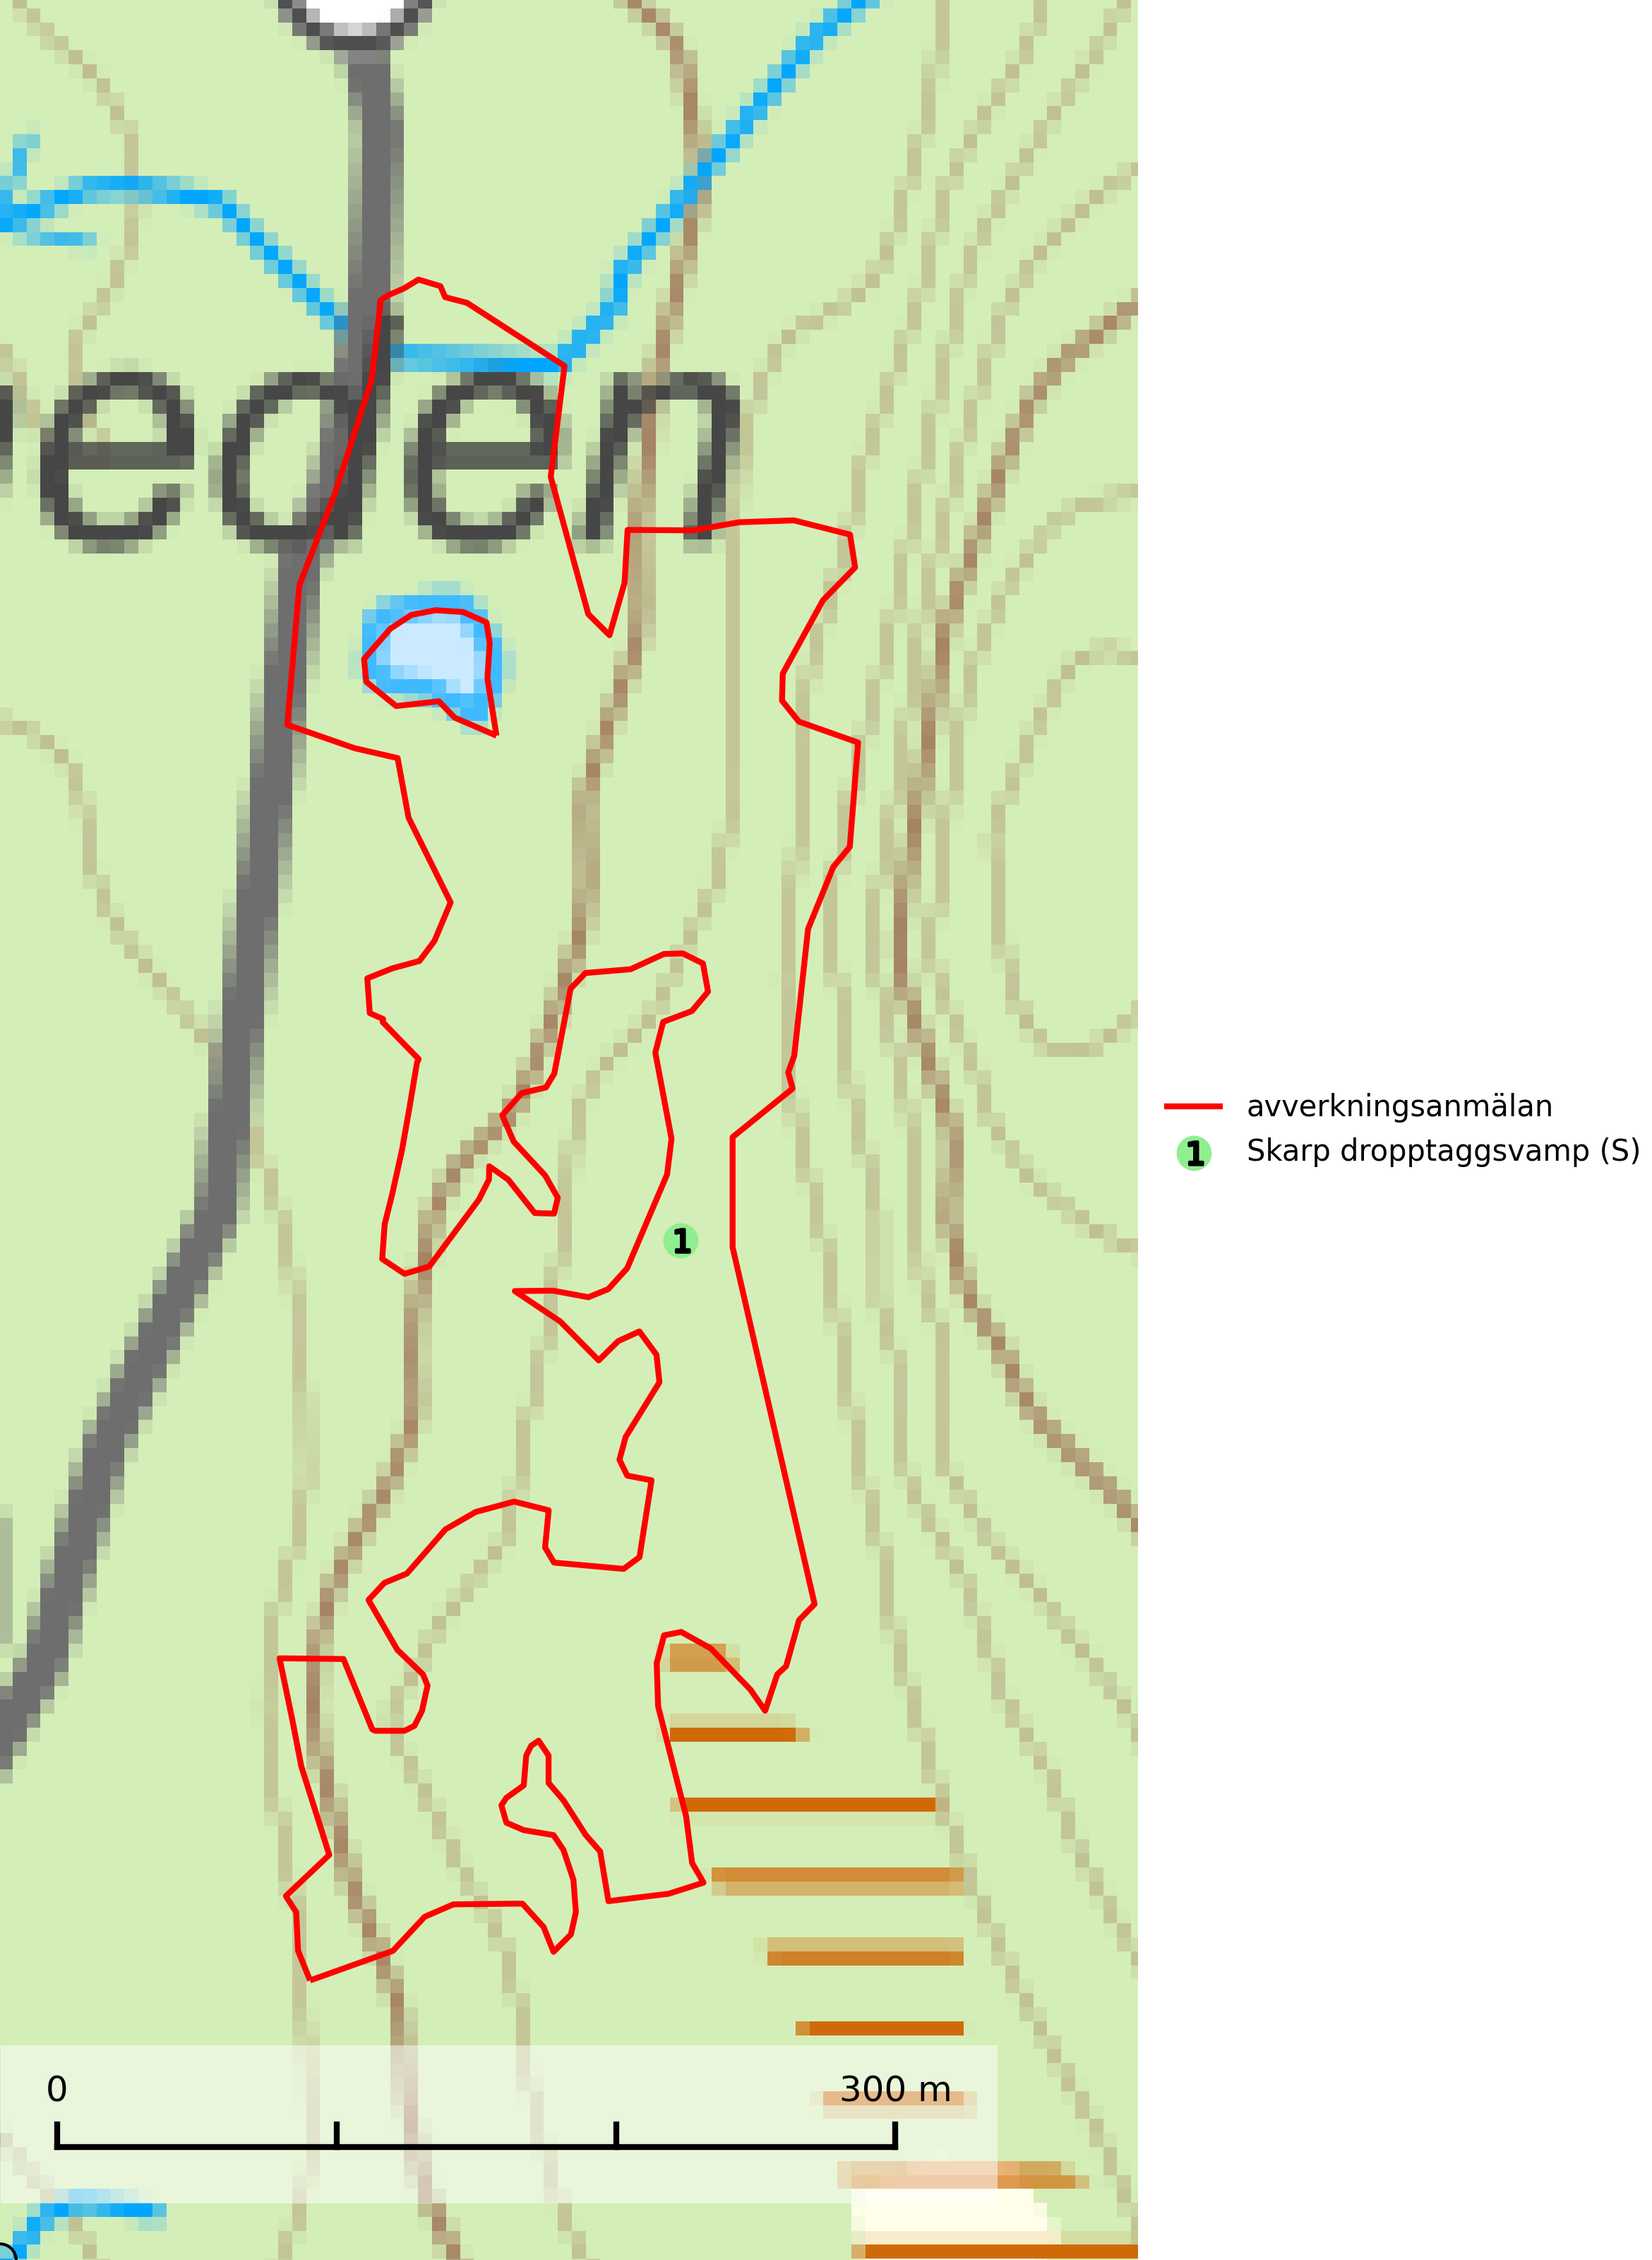 eden
avverkningsanmälan
1 Skarp dropptaggsvamp (S)
1
0 300 m